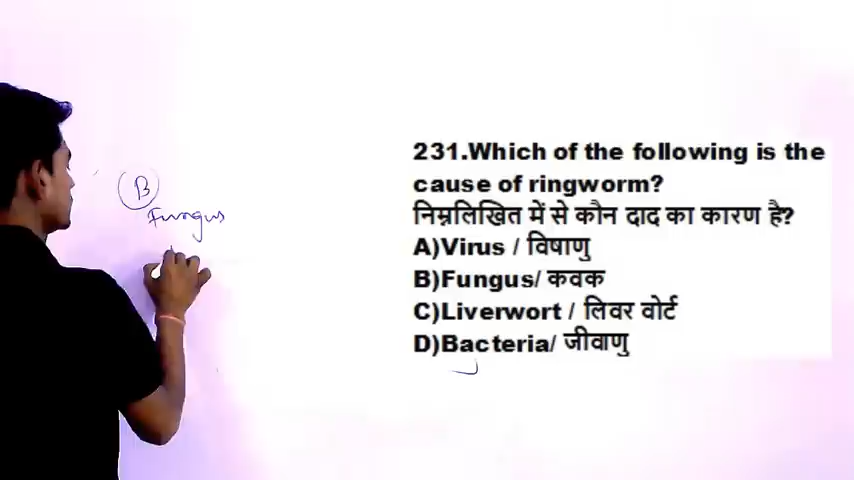 B
Fungus
231.Which of the following is the
cause of ringworm?
निम्नलिखित में से कौन दाद का कारण है?
A)Virus / विषाणु
B)Fungus/ कवक
C)Liverwort / लिवर वोर्ट
D)Bacteria/ जीवाणु